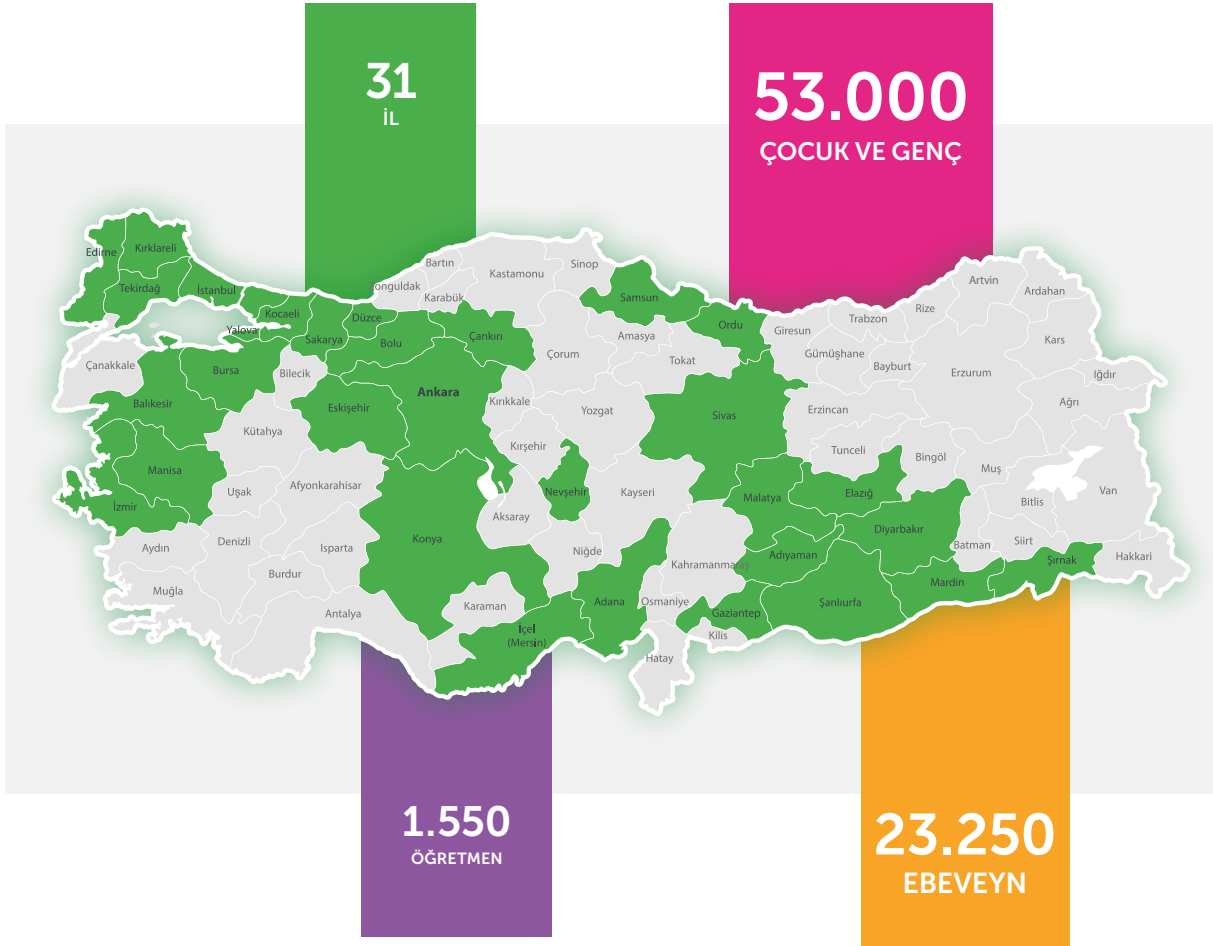 31
İL
53.000
ÇOCUK VE GENÇ
Edirne
Kırklareli
Tekirdağ
İstanbul
Kocaeli
Yalova
Sakarya
Düzce
Bolu
Zonguldak
Bartın
Karabük
Kastamonu
Sinop
Çankırı
Samsun
Ordu
Giresun
Trabzon
Rize
Artvin
Ardahan
Kars
Iğdır
Ağrı
Erzurum
Bayburt
Gümüşhane
Amasya
Tokat
Çorum
Çanakkale
Balıkesir
Bursa
Bilecik
Eskişehir
Ankara
Kırıkkale
Yozgat
Sivas
Erzincan
Tunceli
Bingöl
Muş
Bitlis
Van
Kütahya
Kırşehir
Manisa
Uşak
Afyonkarahisar
Nevşehir
Kayseri
Malatya
Elazığ
Diyarbakır
İzmir
Aksaray
Konya
Batman
Siirt
Şırnak
Hakkari
Aydın
Denizli
Isparta
Niğde
Kahramanmaraş
Adıyaman
Mardin
Muğla
Burdur
Antalya
Karaman
Adana
Osmaniye
Gaziantep
Şanlıurfa
İçel
(Mersin)
Kilis
Hatay
1.550
ÖĞRETMEN
23.250
EBEVEYN